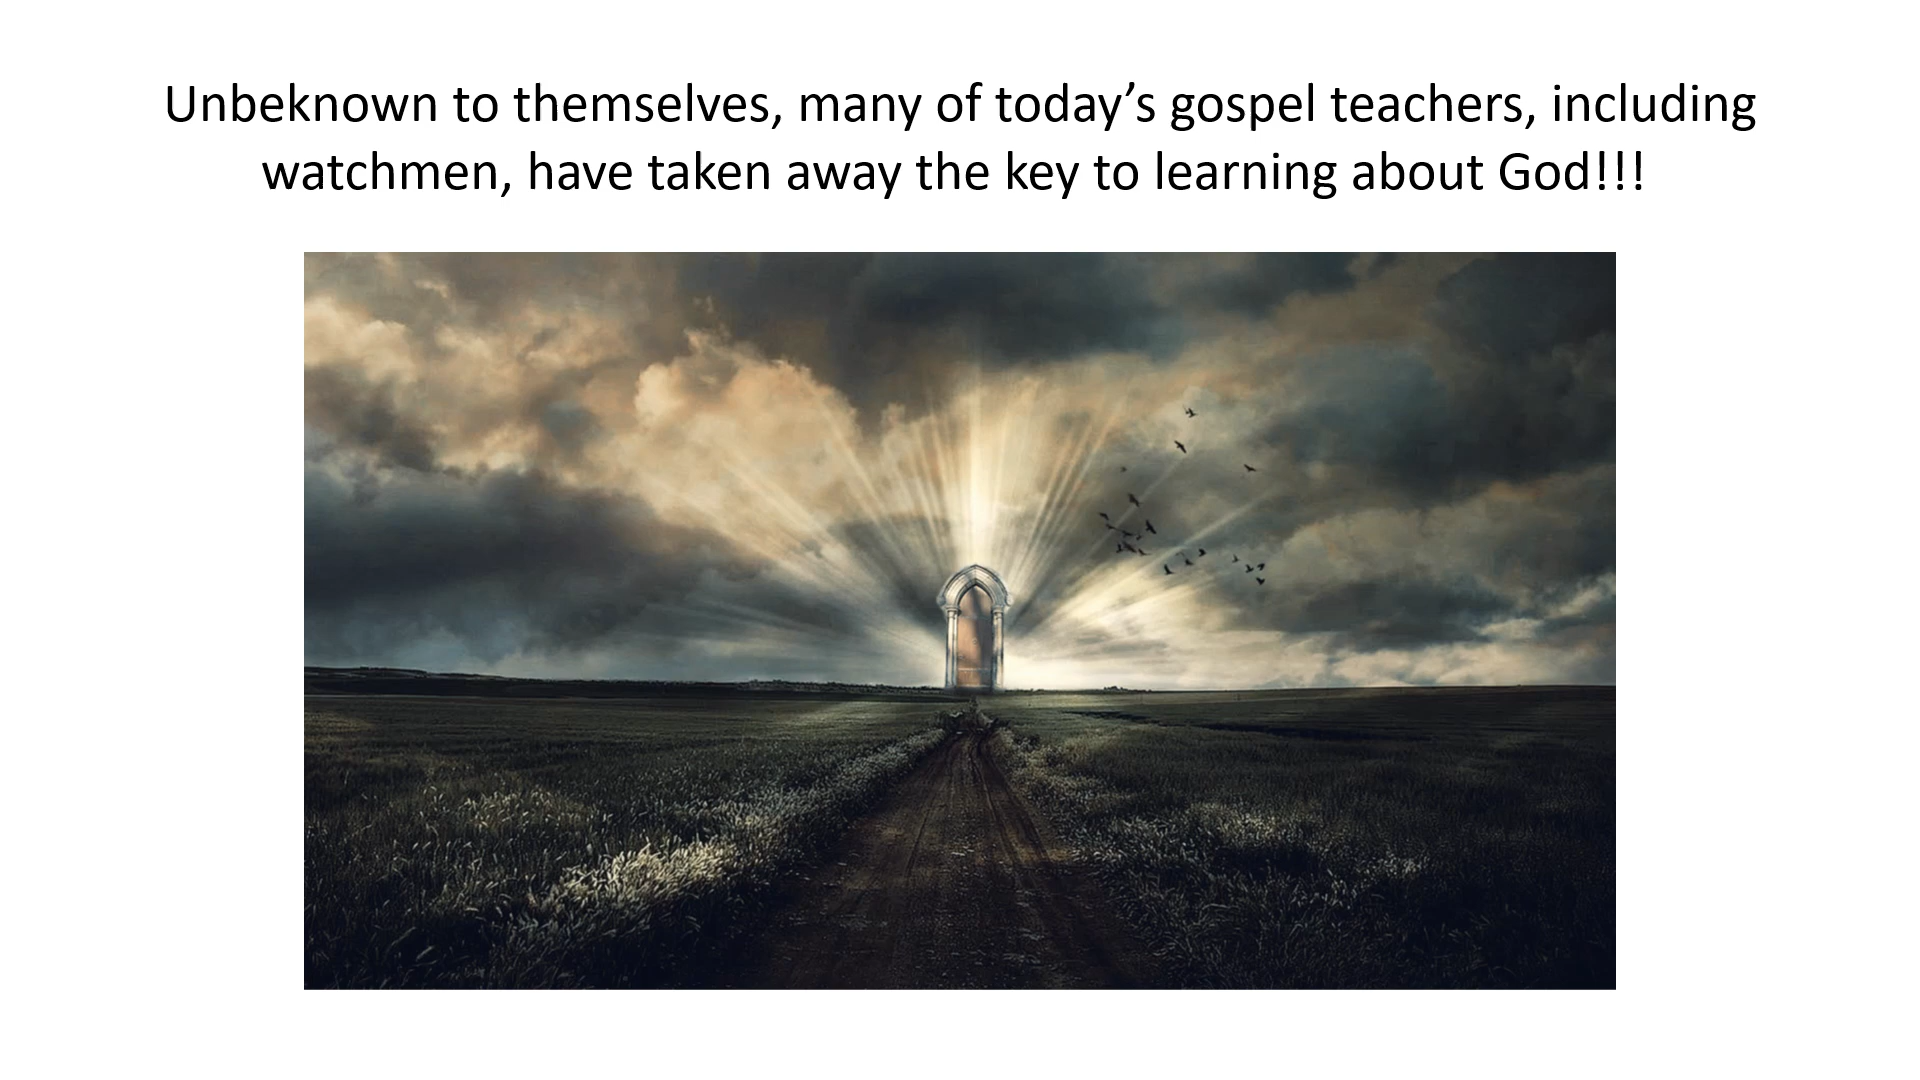 Unbeknown to themselves, many of today’s gospel teachers, including
watchmen, have taken away the key to learning about God!!!